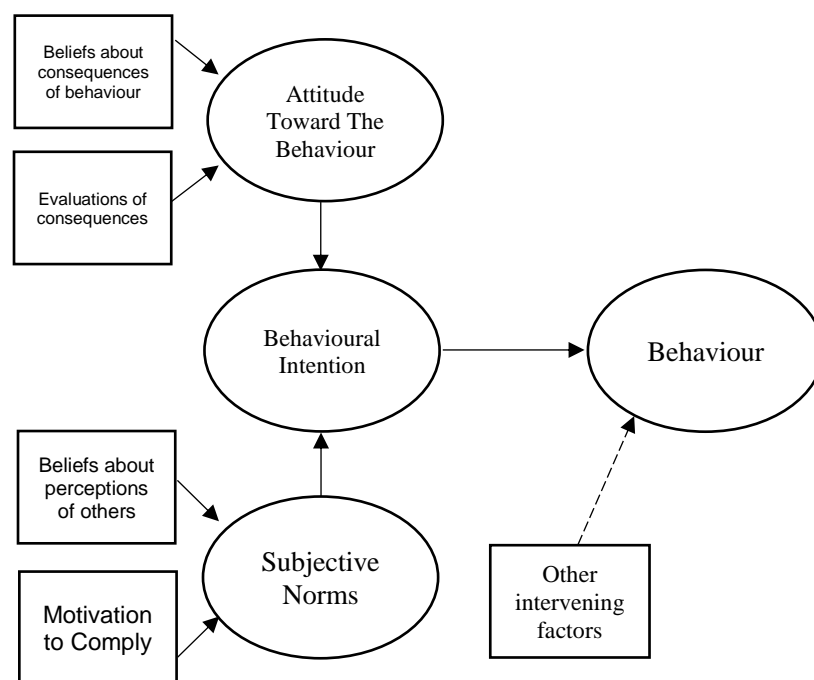 Beliefs about
consequences
of behaviour
Attitude
Toward The
Behaviour
Evaluations of
consequences
Behavioural
Intention
Behaviour
Beliefs about
perceptions
of others
Subjective
Norms
Motivation
to Comply
Other
intervening
factors